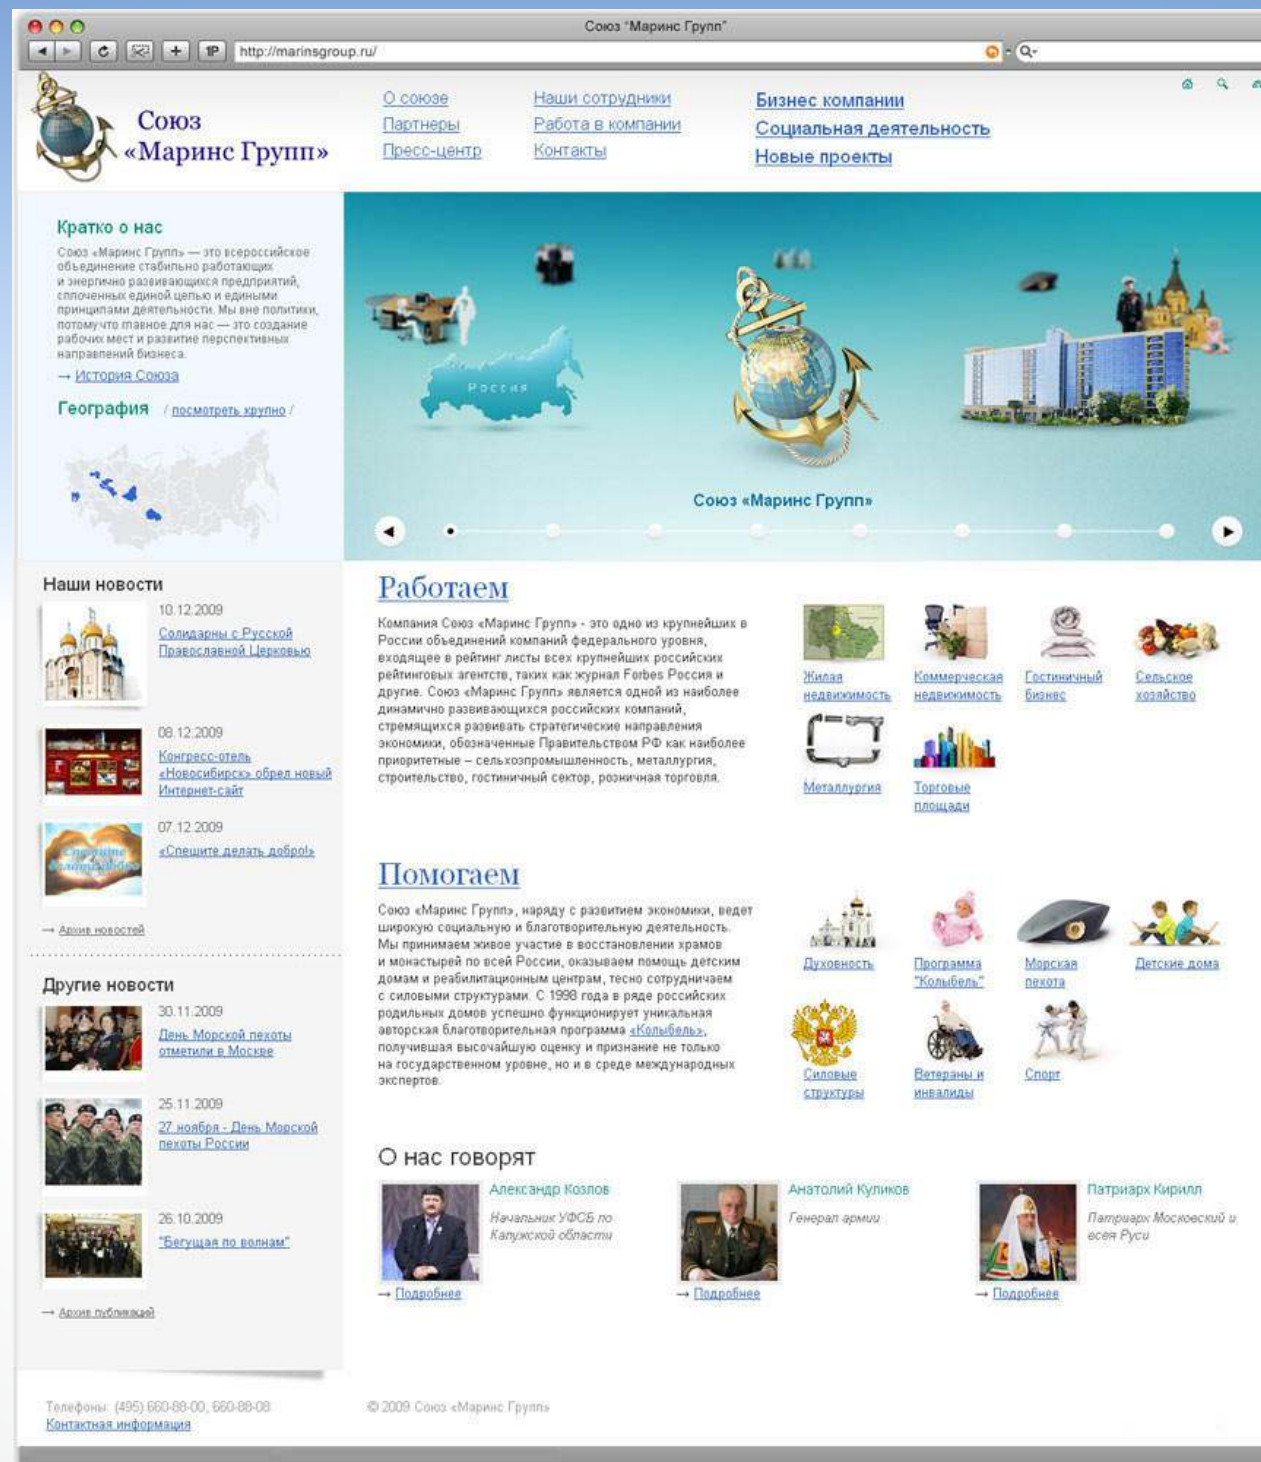 Союз "Маринс Групп"
1P
http://marinsgroup.ru/
Союз
«Маринс Групп»
О союзе
Партнеры
Пресс-центр
Наши сотрудники
Работа в компании
Контакты
Бизнес компании
Социальная деятельность
Новые проекты
Кратко о нас
Союз «Маринс Групп» — это всероссийское
объединение стабильно работающих
и энергично развивающихся предприятий,
сплоченных единой целью и едиными
принципами деятельности. Мы вне политики,
потому что главное для нас — это создание
рабочих мест и развитие перспективных
направлений бизнеса.
→ История Союза
География / посмотреть крупно /
Россия
Союз «Маринс Групп»
Наши новости
10.12.2009
Солидарны с Русской
Православной Церковью
08.12.2009
Конгресс-отель
«Новосибирск» обрел новый
Интернет-сайт
07.12.2009
«Спешите делать добро!»
Спешите
делать добро
→ Архив новостей
Другие новости
30.11.2009
День Морской пехоты
отметили в Москве
25.11.2009
27 ноября - День Морской
пехоты России
26.10.2009
"Бегущая по волнам"
→ Архив публикаций
Работаем
Компания Союз «Маринс Групп» - это одно из крупнейших в
России объединений компаний федерального уровня,
входящее в рейтинг листы всех крупнейших российских
рейтинговых агентств, таких как журнал Forbes Россия и
другие. Союз «Маринс Групп» является одной из наиболее
динамично развивающихся российских компаний,
стремящихся развивать стратегические направления
экономики, обозначенные Правительством РФ как наиболее
приоритетные – сельхозпромышленность, металлургия,
строительство, гостиничный сектор, розничная торговля.
Жилая
недвижимость
Коммерческая
недвижимость
Гостиничный
бизнес
Сельское
хозяйство
Металлургия
Торговые
площади
Помогаем
Союз «Маринс Групп», наряду с развитием экономики, ведет
широкую социальную и благотворительную деятельность.
Мы принимаем живое участие в восстановлении храмов
и монастырей по всей России, оказываем помощь детским
домам и реабилитационным центрам, тесно сотрудничаем
с силовыми структурами. С 1998 года в ряде российских
родильных домов успешно функционирует уникальная
авторская благотворительная программа «Колыбель»,
получившая высочайшую оценку и признание не только
на государственном уровне, но и в среде международных
экспертов.
Духовность
Программа
"Колыбель"
Морская
пехота
Детские дома
Силовые
структуры
Ветераны и
инвалиды
Спорт
О нас говорят
Александр Козлов
Начальник УФСБ по
Калужской области
→ Подробнее
Анатолий Куликов
Генерал армии
→ Подробнее
Патриарх Кирилл
Патриарх Московский и
всея Руси
→ Подробнее
Телефоны: (495) 660-88-00, 660-88-08
Контактная информация
© 2009 Союз «Маринс Групп»